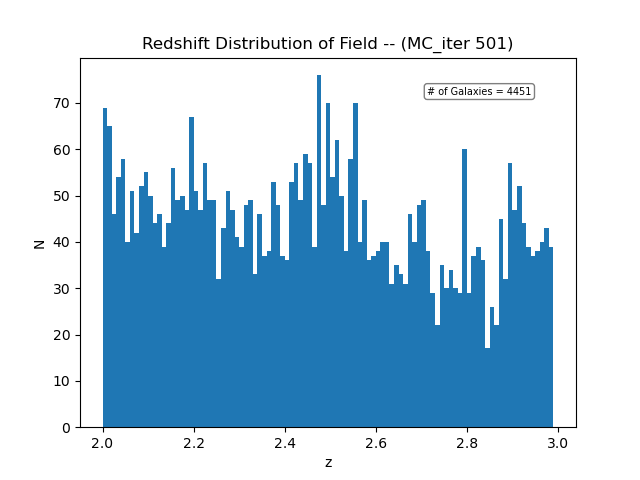 Redshift Distribution of Field -- (MC_iter 501)
# of Galaxies = 4451
70
60
50
40
30
20
10
0
N
2.0 2.2 2.4 2.6 2.8 3.0
z